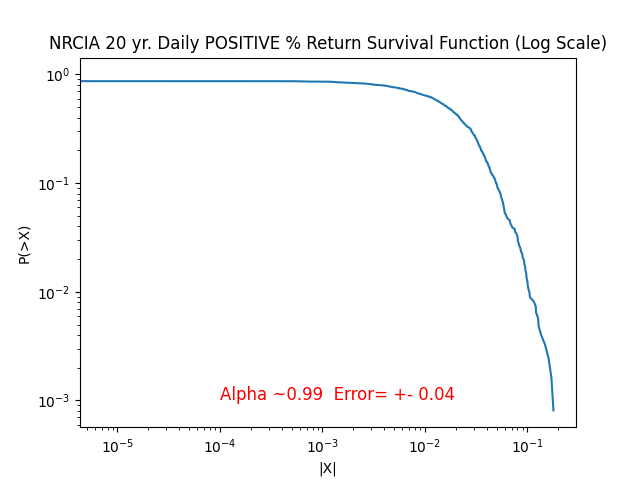 NRCIA 20 yr. Daily POSITIVE % Return Survival Function (Log Scale)
10⁰
10⁻¹
10⁻²
10⁻³
P(>X)
Alpha ~0.99  Error= +- 0.04
10⁻⁵ 10⁻⁴ 10⁻³ 10⁻² 10⁻¹
|X|